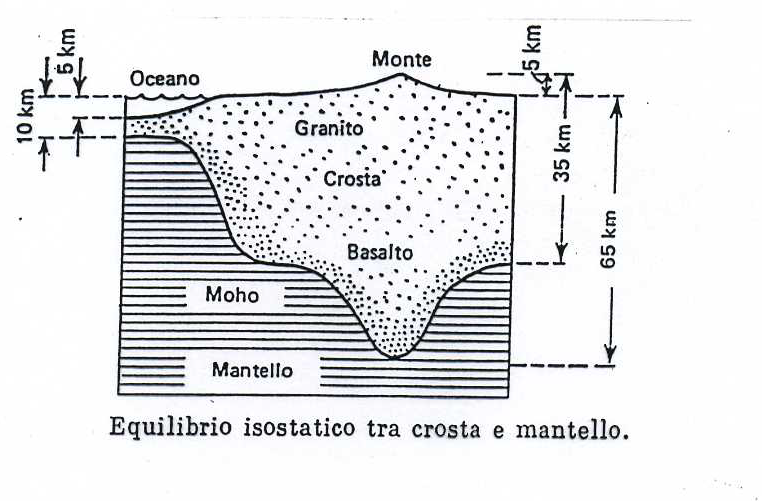 5 km
10 km
Oceano
Monte
5 km
35 km
65 km
Granito
Crosta
Basalto
Moho
Mantello
Equilibrio isostatico tra crosta e mantello.